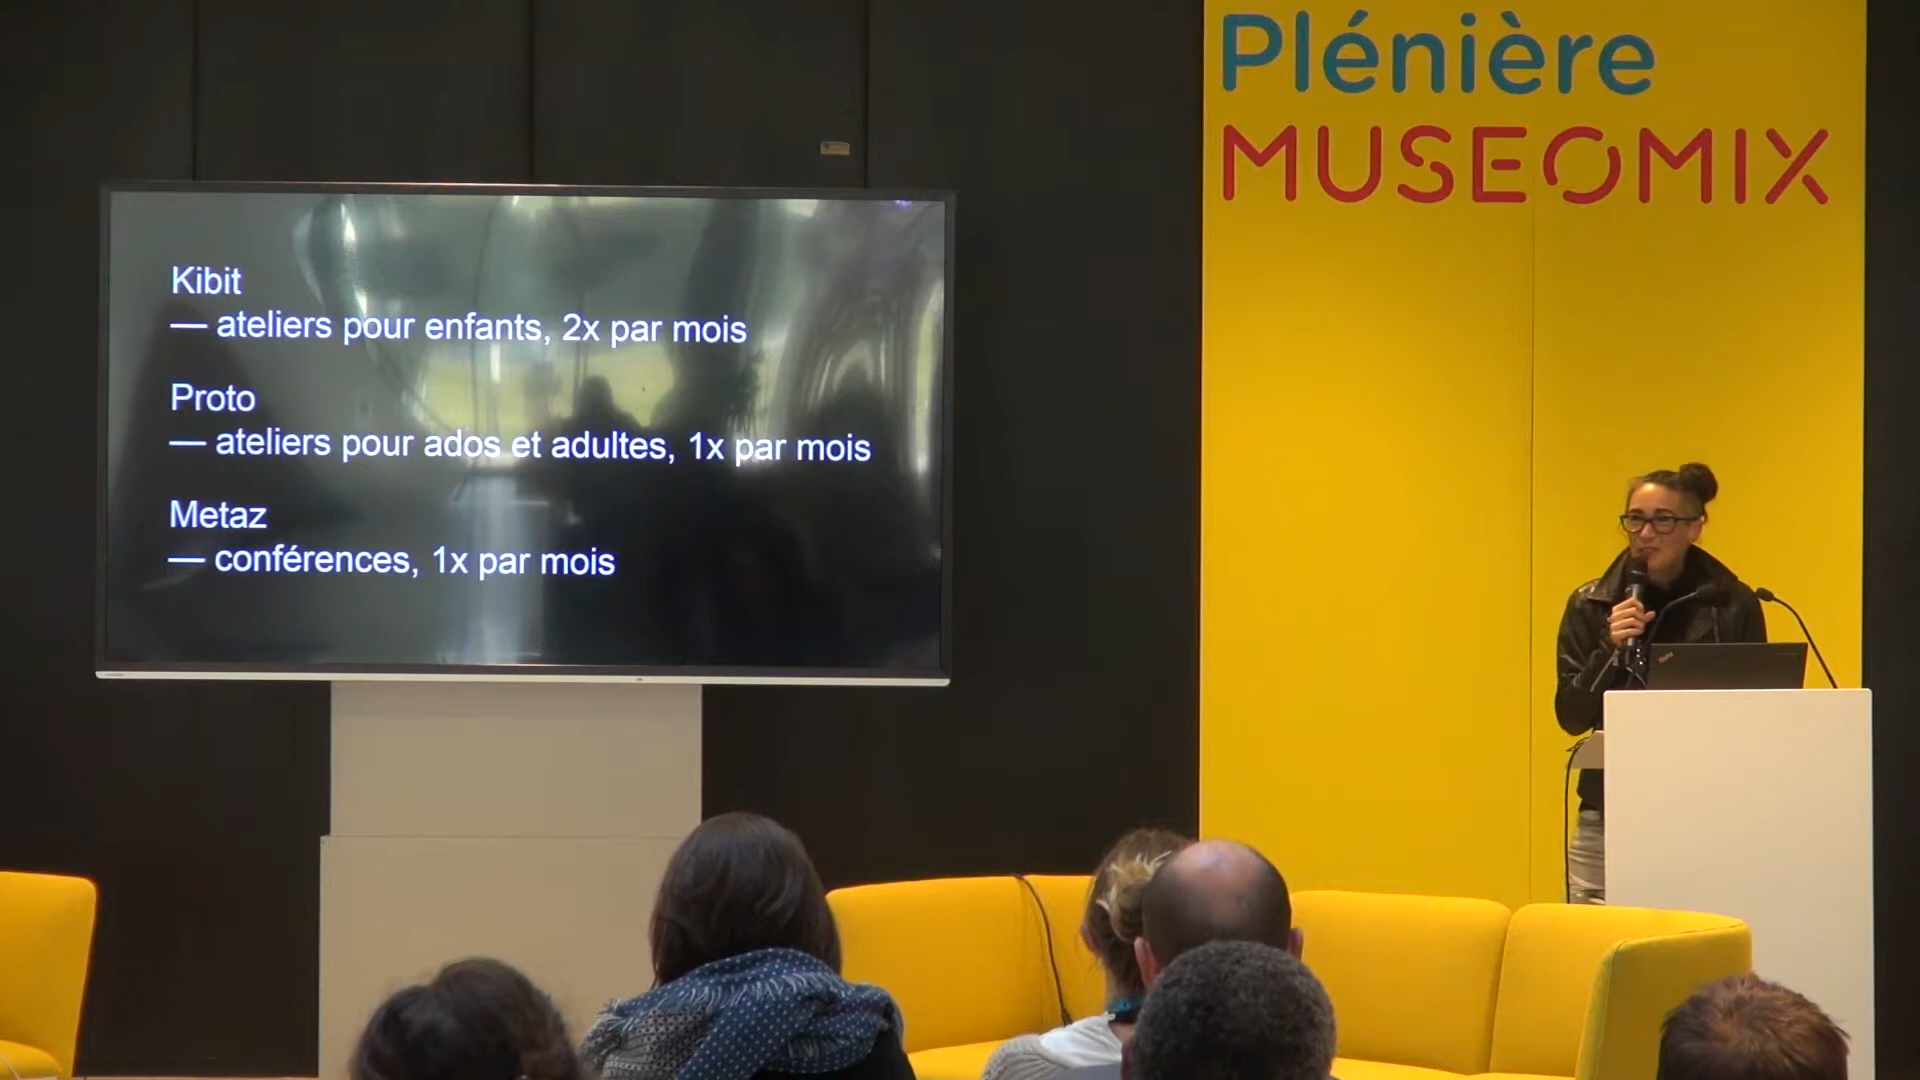 Plénière
MUSEOMIX
Kibit
— ateliers pour enfants, 2x par mois
Proto
— ateliers pour ados et adultes, 1x par mois
Metaz
— conférences, 1x par mois